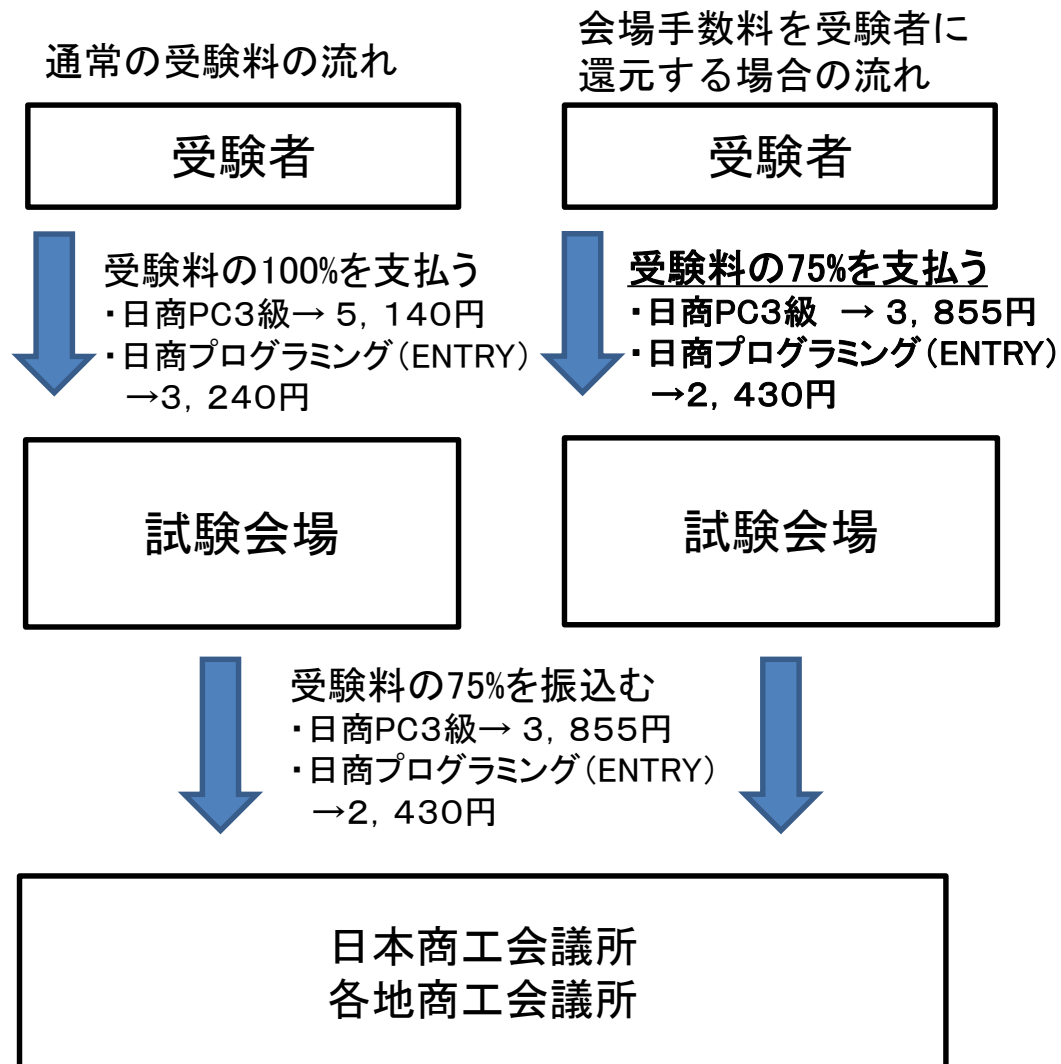 通常の受験料の流れ
会場手数料を受験者に
還元する場合の流れ
受験者
受験者
受験料の100%を支払う
・日商PC3級→ 5, 140円
・日商プログラミング(ENTRY)
→3, 240円
受験料の75%を支払う
・日商PC3級 → 3, 855円
・日商プログラミング(ENTRY)
→2, 430円
試験会場
試験会場
受験料の75%を振込む
・日商PC3級→ 3, 855円
・日商プログラミング(ENTRY)
→2, 430円
日本商工会議所
各地商工会議所